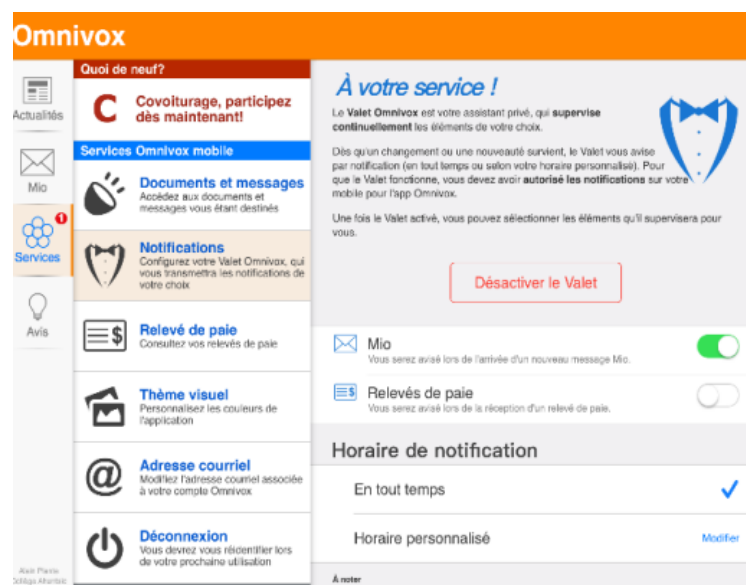 Omnivox
Actualités
Mio
1
Services
Avis
Quoi de neuf?
C
Covoiturage, participez
dès maintenant!
Services Omnivox mobile
Documents et messages
Accédez aux documents et
messages vous étant destinés
Notifications
Configurez votre Valet Omnivox, qui
vous transmettra les notifications de
votre choix
$
Relevé de paie
Consultez vos relevés de paie
Thème visuel
Personnalisez les couleurs de
l'application
@
Adresse courriel
Modifiez l'adresse courriel associée
à votre compte Omnivox
Déconnexion
Vous devrez vous réidentifier lors
de votre prochaine utilisation
À votre service !
Le Valet Omnivox est votre assistant privé, qui supervise
continuellement les éléments de votre choix.
Dès qu'un changement ou une nouveauté survient, le Valet vous avise
par notification (en tout temps ou selon votre horaire personnalisé). Pour
que le Valet fonctionne, vous devez avoir autorisé les notifications sur votre
mobile pour l'app Omnivox.
Une fois le Valet activé, vous pouvez sélectionner les éléments qu'il supervisera pour
vous.
Désactiver le Valet
Mio
Vous serez avisé lors de l'arrivée d'un nouveau message Mio.
$
Relevés de paie
Vous serez avisé lors de la réception d'un relevé de paie.
Horaire de notification
En tout temps
Horaire personnalisé
Modifier
À noter